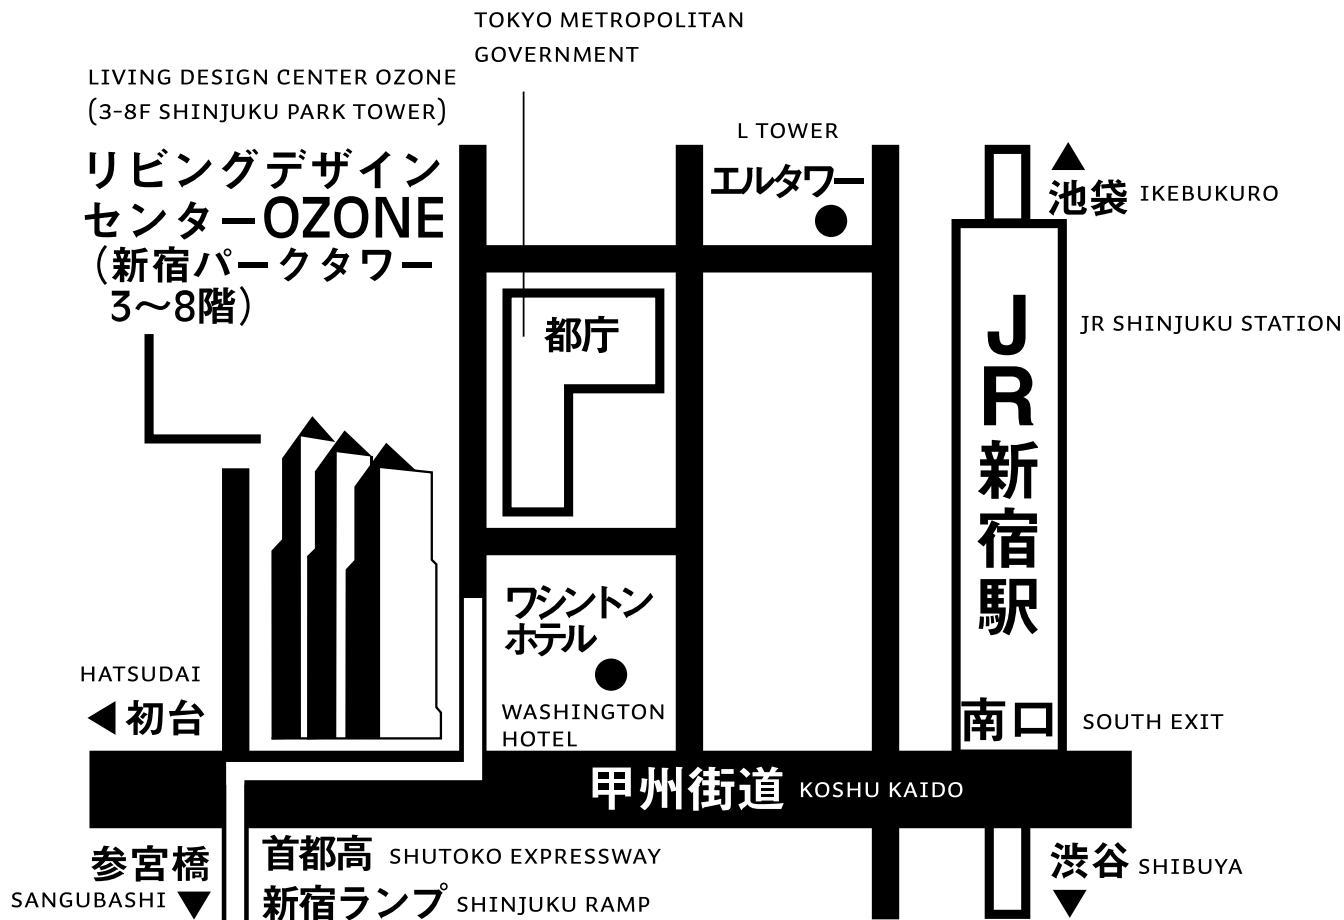 TOKYO METROPOLITAN
GOVERNMENT
LIVING DESIGN CENTER OZONE
(3-8F SHINJUKU PARK TOWER)
リビングデザイン
センターOZONE
(新宿パークタワー
3〜8階)
L TOWER
エルタワー
池袋 IKEBUKURO
都庁
JR SHINJUKU STATION
JR新宿駅
ワシントン
ホテル
WASHINGTON
HOTEL
HATSUDAI
初台
南口 SOUTH EXIT
甲州街道 KOSHU KAIDO
参宮橋
SANGUBASHI
首都高 SHUTOKO EXPRESSWAY
新宿ランプ SHINJUKU RAMP
渋谷 SHIBUYA